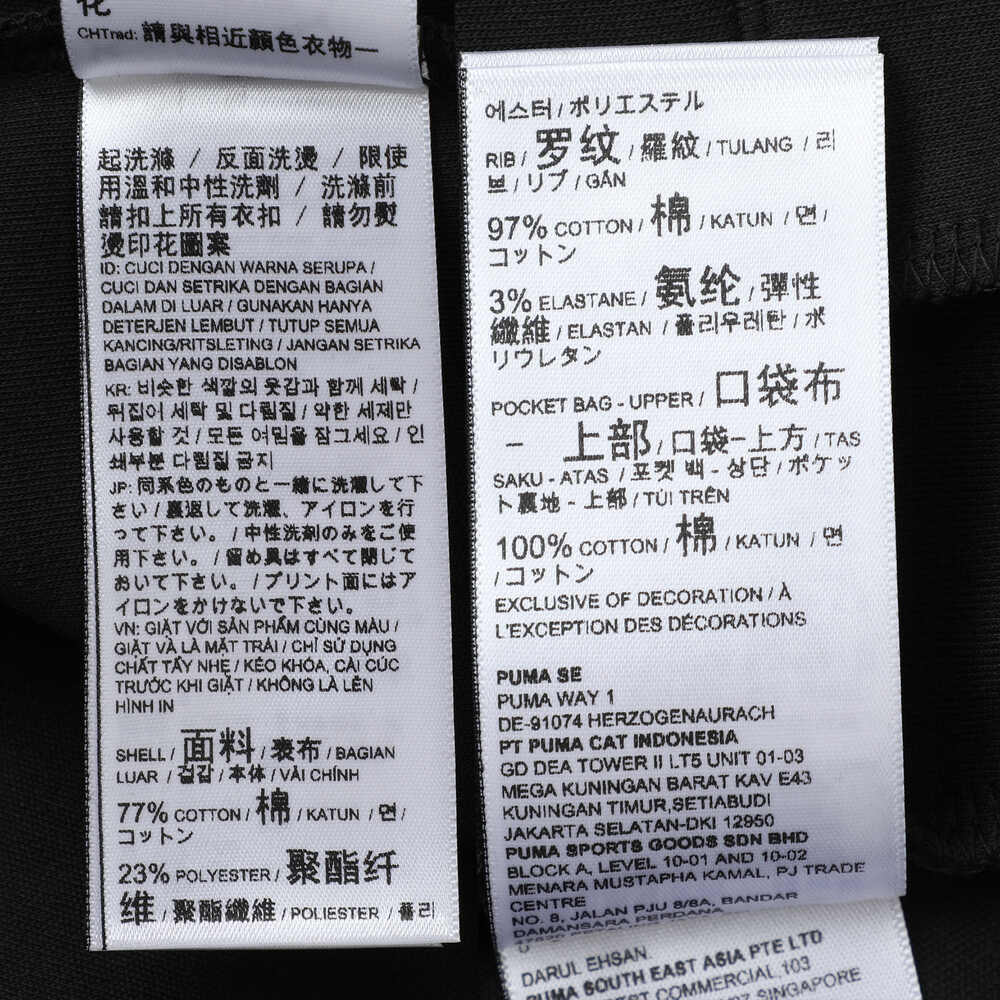 花
CHTrad: 請與相近顏色衣物一
起洗滌 / 反面洗燙 / 限使
用溫和中性洗劑 / 洗滌前
請扣上所有衣扣 / 請勿熨
燙印花圖案
ID: CUCI DENGAN WARNA SERUPA /
CUCI DAN SETRIKA DENGAN BAGIAN
DALAM DI LUAR / GUNAKAN HANYA
DETERJEN LEMBUT / TUTUP SEMUA
KANCING/RITSLETING / JANGAN SETRIKA
BAGIAN YANG DISABLON
KR: 비슷한 색깔의 옷감과 함께 세탁 /
뒤집어 세탁 및 다림질 / 약한 세제만
사용할 것 / 모든 여밈을 잠그세요 / 인
쇄부분 다림질 금지
JP: 同系色のものと一緒に洗濯して下
さい / 裏返して洗濯、アイロンを行
って下さい。 / 中性洗剤のみをご使
用下さい。 / 留め具はすべて閉じて
おいて下さい。 / プリント面にはア
イロンをかけないで下さい。
VN: GIẶT VỚI SẢN PHẨM CÙNG MÀU /
GIẶT VÀ LÀ MẶT TRÁI / CHỈ SỬ DỤNG
CHẤT TẨY NHẸ / KÉO KHÓA, CÀI CÚC
TRƯỚC KHI GIẶT / KHÔNG LÀ LÊN
HÌNH IN
SHELL / 面料 / 表布 / BAGIAN
LUAR / 겉감 / 本体 / VẢI CHÍNH
77% COTTON / 棉 / KATUN / 면 /
コットン
23% POLYESTER / 聚酯纤
维 / 聚酯纖維 / POLIESTER / 폴리
에스터 / ポリエステル
RIB / 罗纹 / 羅紋 / TULANG / 리
브 / リブ / GÂN
97% COTTON / 棉 / KATUN / 면 /
コットン
3% ELASTANE / 氨纶 / 彈性
纖維 / ELASTAN / 폴리우레탄 / ポ
リウレタン
POCKET BAG - UPPER / 口袋布
- 上部 / 口袋-上方 / TAS
SAKU - ATAS / 포켓 백 - 상단 / ポケッ
ト裏地 - 上部 / TÚI TRÊN
100% COTTON / 棉 / KATUN / 면
/ コットン
EXCLUSIVE OF DECORATION / À
L'EXCEPTION DES DÉCORATIONS
PUMA SE
PUMA WAY 1
DE-91074 HERZOGENAURACH
PT PUMA CAT INDONESIA
GD DEA TOWER II LT5 UNIT 01-03
MEGA KUNINGAN BARAT KAV E43
KUNINGAN TIMUR,SETIABUDI
JAKARTA SELATAN-DKI 12950
PUMA SPORTS GOODS SDN BHD
BLOCK A, LEVEL 10-01 AND 10-02
MENARA MUSTAPHA KAMAL, PJ TRADE
CENTRE
NO. 8, JALAN PJU 8/8A, BANDAR
DAMANSARA PERDANA
DARUL EHSAN
PUMA SOUTH EAST ASIA PTE LTD
COMMERCIAL,103
SINGAPORE